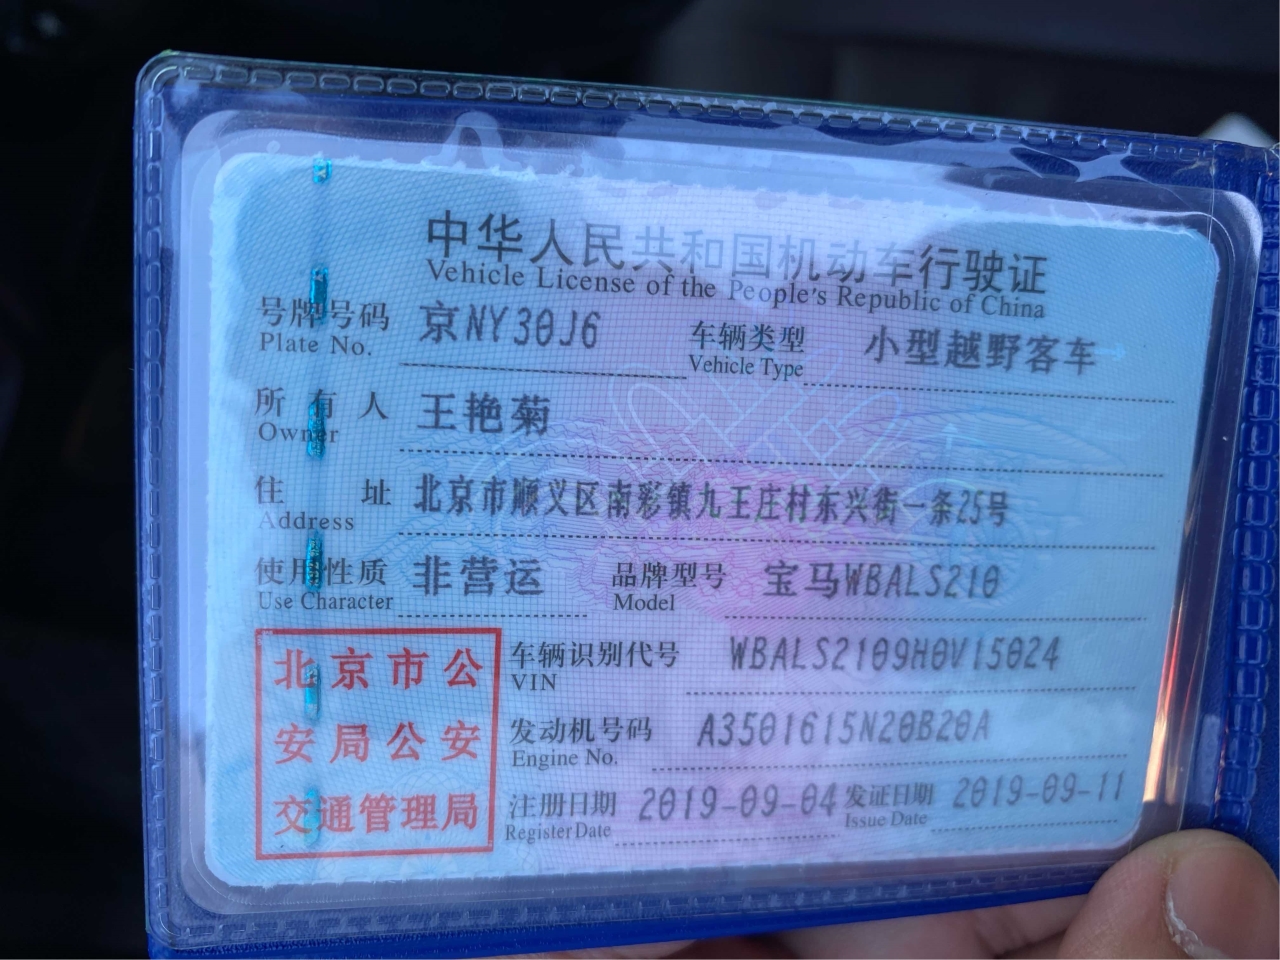 中华人民共和国机动车行驶证
Vehicle License of the People's Republic of China
号牌号码 京NY30J6 车辆类型 小型越野客车
Plate No. Vehicle Type
所有人 王艳菊
Owner
住址 北京市顺义区南彩镇九王庄村东兴街一条25号
Address
使用性质 非营运 品牌型号 宝马WBALS210
Use Character Model
车辆识别代号 WBALS2109H0V15024
VIN
发动机号码 A3501615N20B20A
Engine No.
注册日期 2019-09-04 发证日期 2019-09-11
Register Date Issue Date
北京市公
安局公安
交通管理局